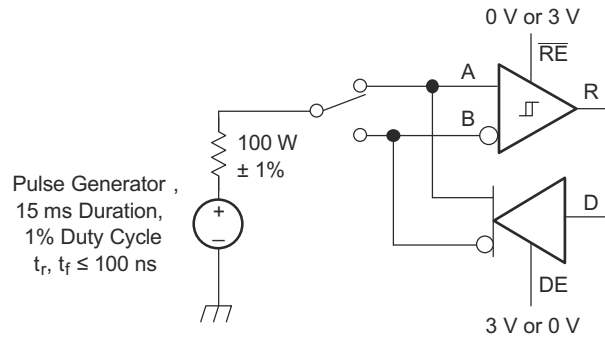 0 V or 3 V
RE
A
R
B
100 W
± 1%
Pulse Generator ,
15 ms Duration,
1% Duty Cycle
tr, tf ≤ 100 ns
+
–
D
DE
3 V or 0 V